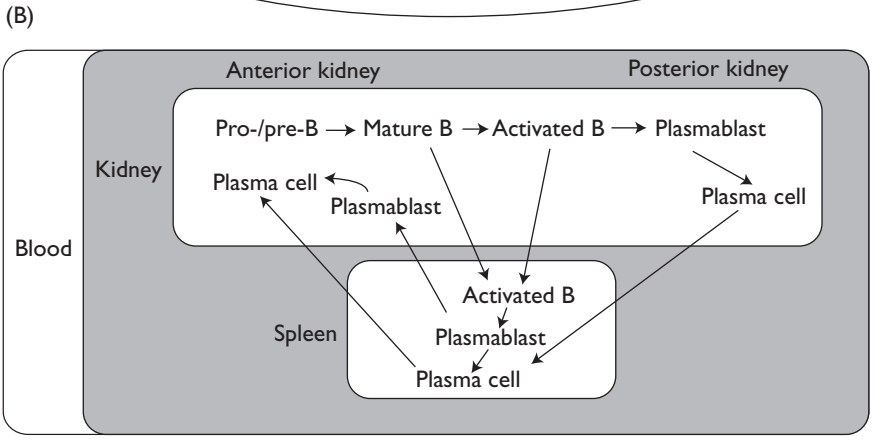 (B)
Anterior kidney
Posterior kidney
Pro-/pre-B Mature B Activated B Plasmablast
Kidney
Plasma cell
Plasmablast
Plasma cell
Blood
Activated B
Spleen
Plasmablast
Plasma cell